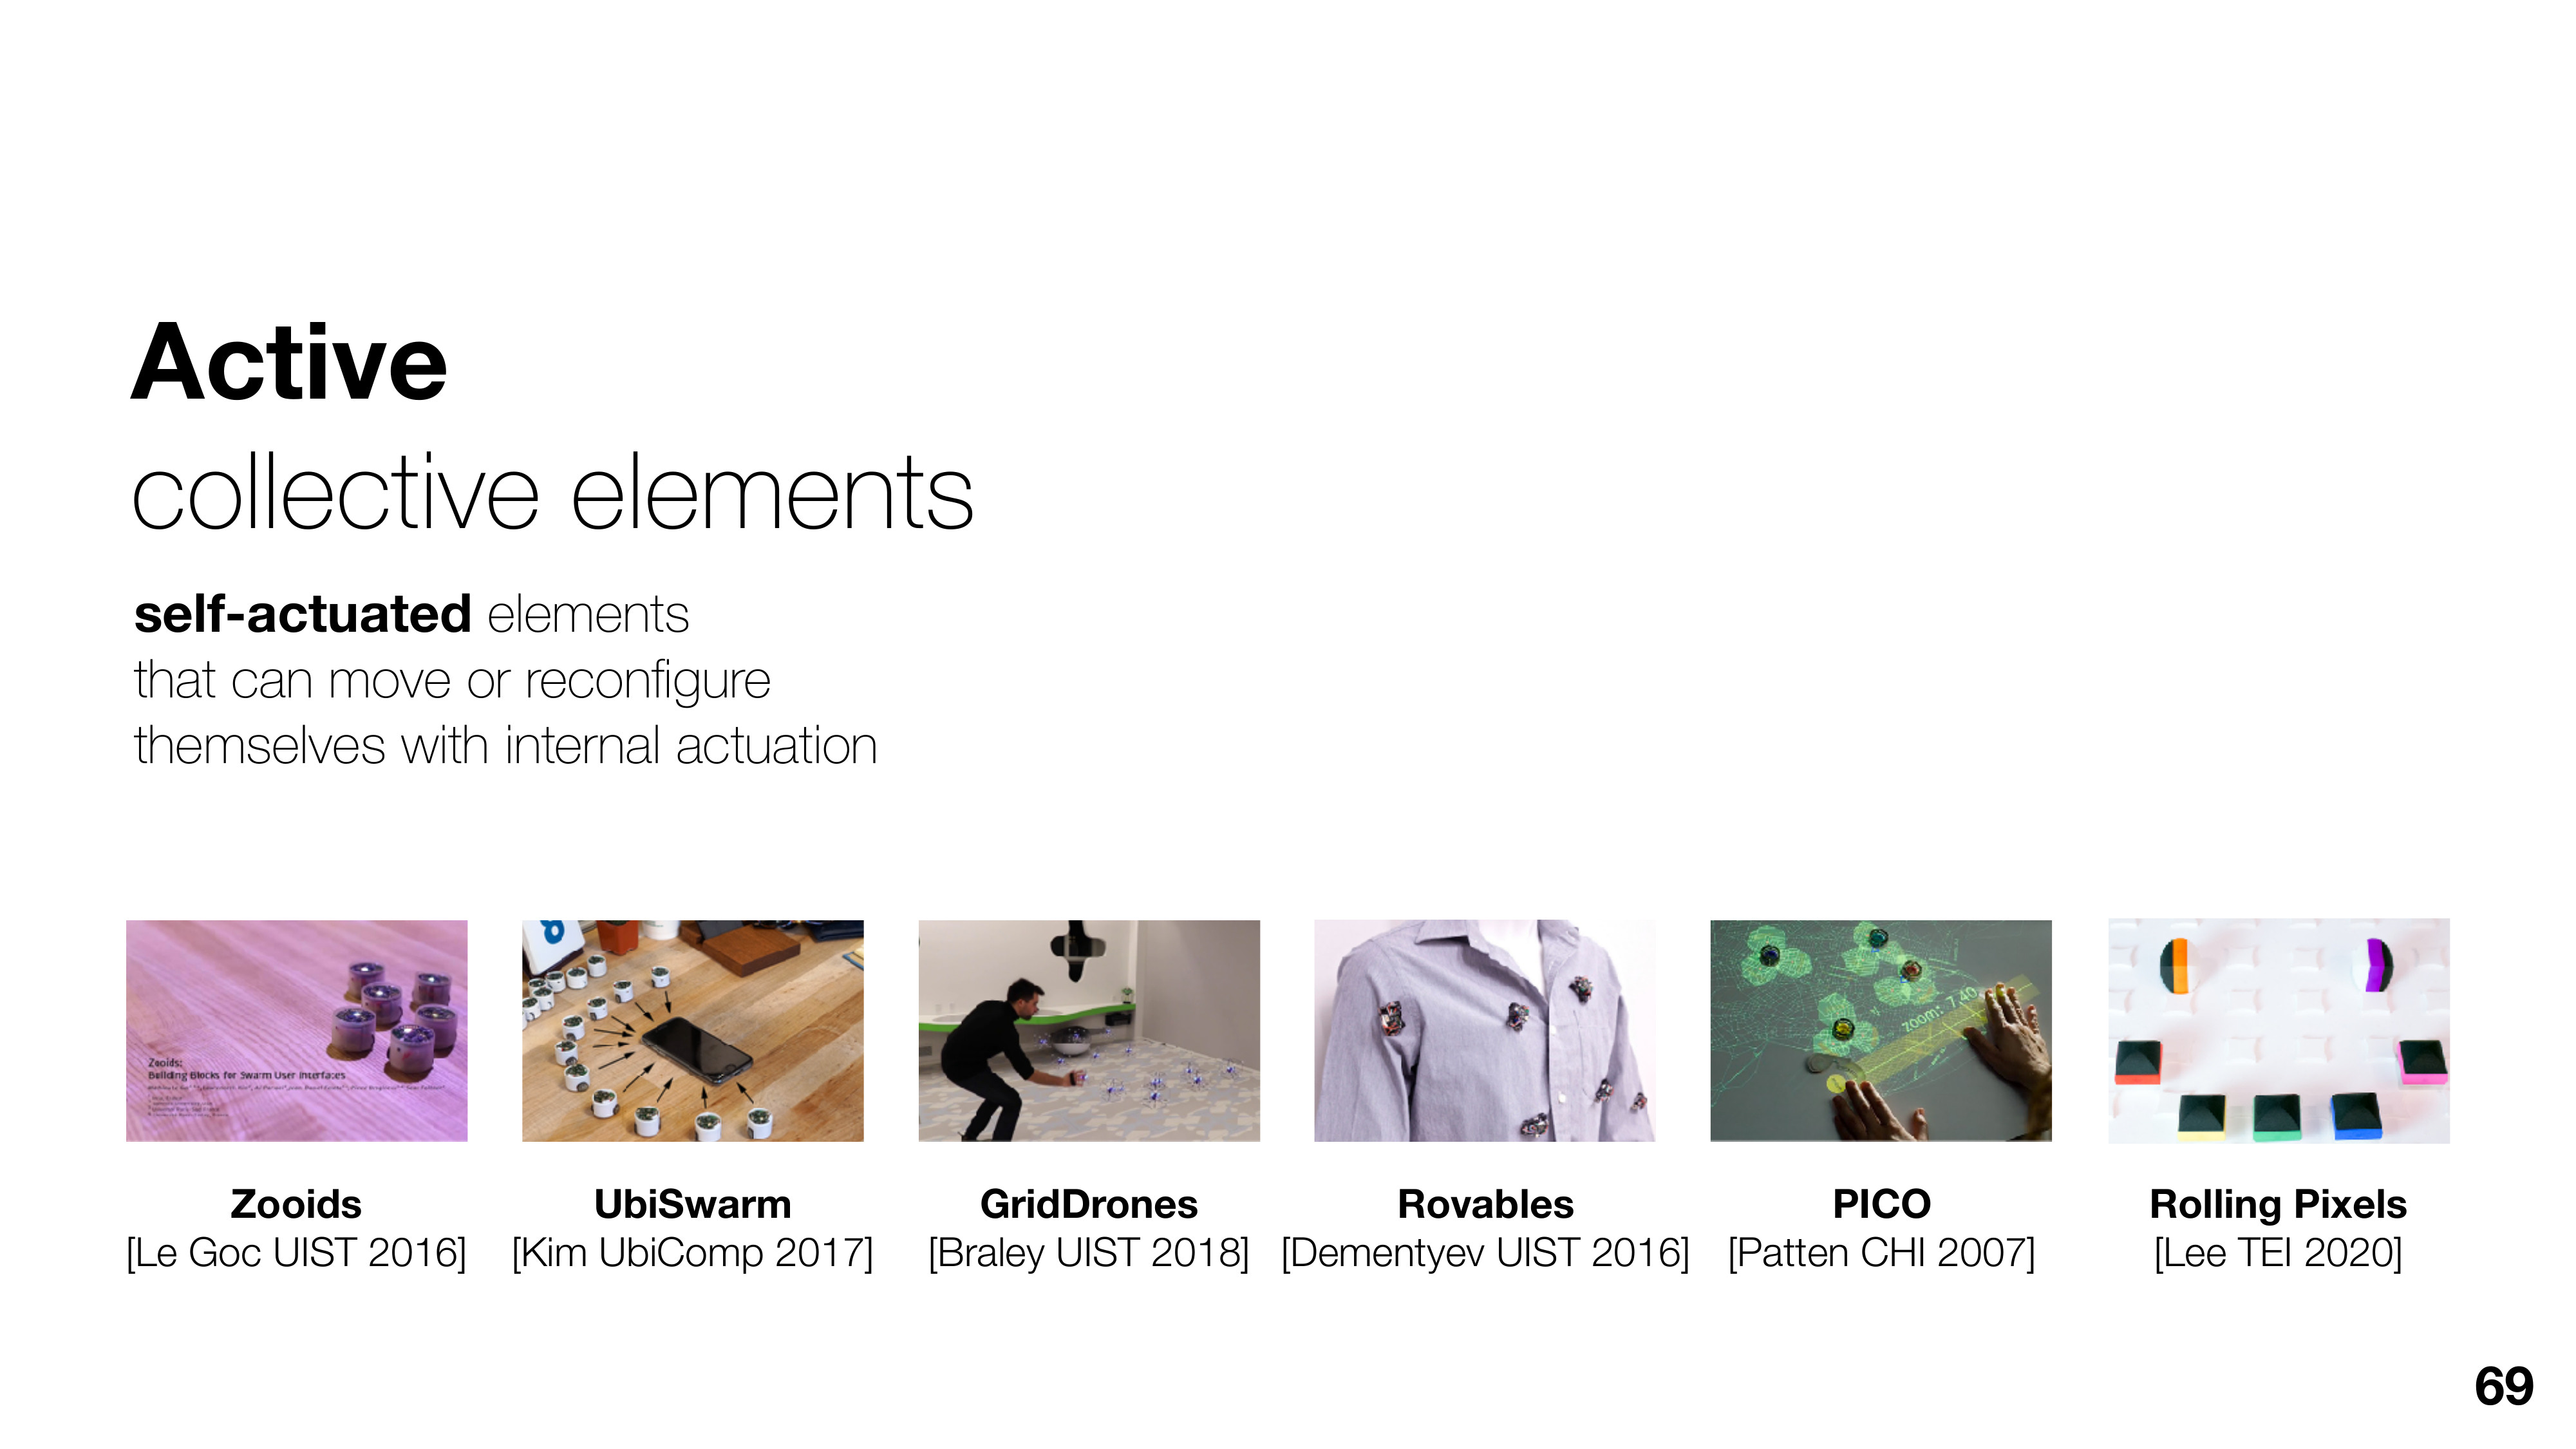 Active
collective elements
self-actuated elements
that can move or reconfigure
themselves with internal actuation
Zooids:
Building Blocks for Swarm User Interfaces
zoom: 7.40
Zooids
[Le Goc UIST 2016]
UbiSwarm
[Kim UbiComp 2017]
GridDrones
[Braley UIST 2018]
Rovables
[Dementyev UIST 2016]
PICO
[Patten CHI 2007]
Rolling Pixels
[Lee TEI 2020]
69